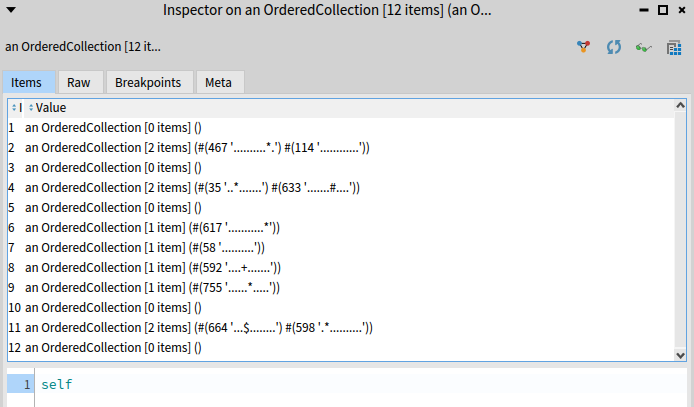 Inspector on an OrderedCollection [12 items] (an O...
an OrderedCollection [12 it...
Items Raw Breakpoints Meta
I Value
1 an OrderedCollection [0 items] ()
2 an OrderedCollection [2 items] (#(467 '..........*.') #(114 '............'))
3 an OrderedCollection [0 items] ()
4 an OrderedCollection [2 items] (#(35 '..*.......') #(633 '.......#....'))
5 an OrderedCollection [0 items] ()
6 an OrderedCollection [1 item] (#(617 '...........*'))
7 an OrderedCollection [1 item] (#(58 '..........'))
8 an OrderedCollection [1 item] (#(592 '....+.......'))
9 an OrderedCollection [1 item] (#(755 '......*.....'))
10 an OrderedCollection [0 items] ()
11 an OrderedCollection [2 items] (#(664 '...$........') #(598 '.*..........'))
12 an OrderedCollection [0 items] ()
1 self